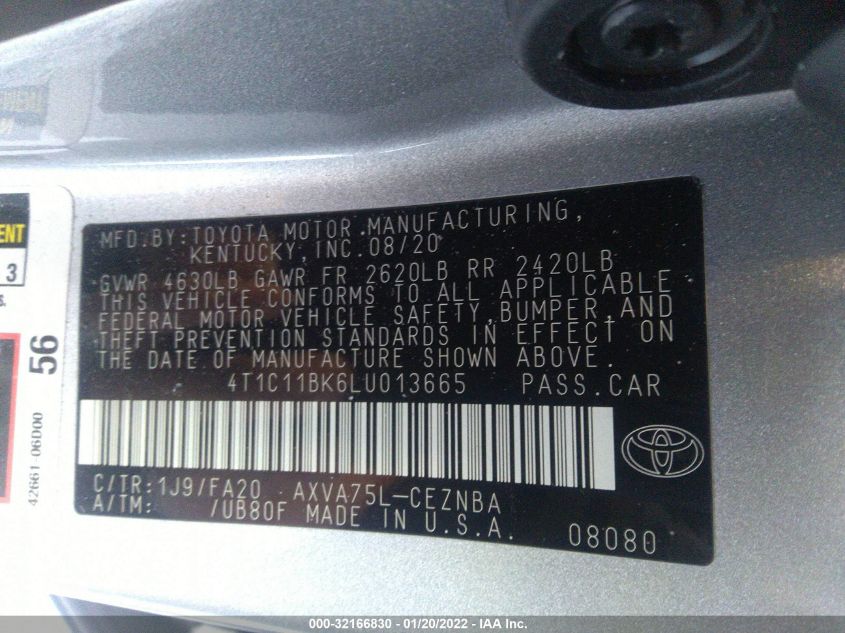 MFD.BY:TOYOTA MOTOR MANUFACTURING,
KENTUCKY,INC.08/20
GVWR 4630LB GAWR FR 2620LB RR 2420LB
THIS VEHICLE CONFORMS TO ALL APPLICABLE
FEDERAL MOTOR VEHICLE SAFETY,BUMPER,AND
THEFT PREVENTION STANDARDS IN EFFECT ON
THE DATE OF MANUFACTURE SHOWN ABOVE.
4T1C11BK6LU013665 PASS.CAR
C/TR:1J9/FA20 AXVA75L-CEZNBA
A/TM: /UB80F MADE IN U.S.A.
08080
ENT
3
s.
56
42661-06D00
000-32166830 - 01/20/2022 - IAA Inc.